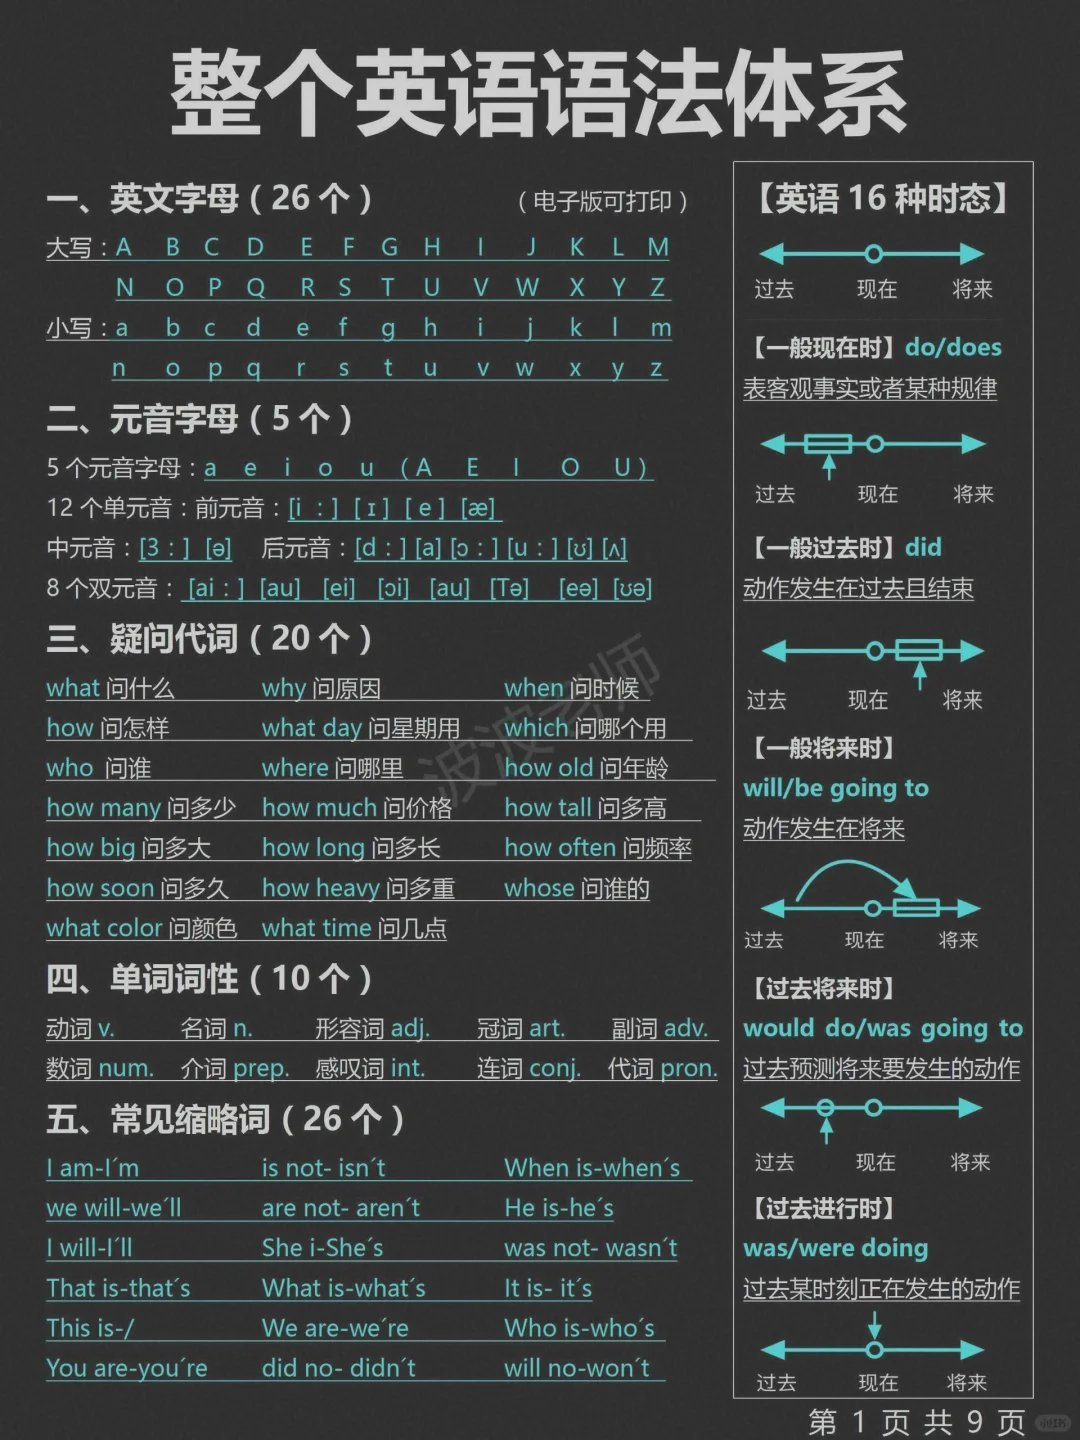 整个英语语法体系
一、英文字母（26 个）
（电子版可打印）
大写：A B C D E F G H I J K L M
N O P Q R S T U V W X Y Z
小写：a b c d e f g h i j k l m
n o p q r s t u v w x y z
二、元音字母（5 个）
5 个元音字母：a e i o u （A E I O U）
12 个单元音：前元音：[i ：] [ ɪ ] [ e ] [æ]
中元音：[3：] [ə] 后元音：[d：] [a] [ɔ：] [u：] [ʊ] [ʌ]
8 个双元音： [ai：] [au] [ei] [ɔi] [au] [Tə] [eə] [ʊə]
三、疑问代词（20 个）
what 问什么 why 问原因 when 问时候
how 问怎样 what day 问星期用 which 问哪个用
who 问谁 where 问哪里 how old 问年龄
how many 问多少 how much 问价格 how tall 问多高
how big 问多大 how long 问多长 how often 问频率
how soon 问多久 how heavy 问多重 whose 问谁的
what color 问颜色 what time 问几点
四、单词词性（10 个）
动词 v. 名词 n. 形容词 adj. 冠词 art. 副词 adv.
数词 num. 介词 prep. 感叹词 int. 连词 conj. 代词 pron.
五、常见缩略词（26 个）
I am-I´m is not- isn´t When is-when´s
we will-we´ll are not- aren´t He is-he´s
I will-I´ll She i-She´s was not- wasn´t
That is-that´s What is-what´s It is- it´s
This is-/ We are-we´re Who is-who´s
You are-you´re did no- didn´t will no-won´t
【英语 16 种时态】
过去 现在 将来
【一般现在时】do/does
表客观事实或者某种规律
过去 现在 将来
【一般过去时】did
动作发生在过去且结束
过去 现在 将来
【一般将来时】
will/be going to
动作发生在将来
过去 现在 将来
【过去将来时】
would do/was going to
过去预测将来要发生的动作
过去 现在 将来
【过去进行时】
was/were doing
过去某时刻正在发生的动作
过去 现在 将来
波波老师
第 1 页 共 9 页
小红书